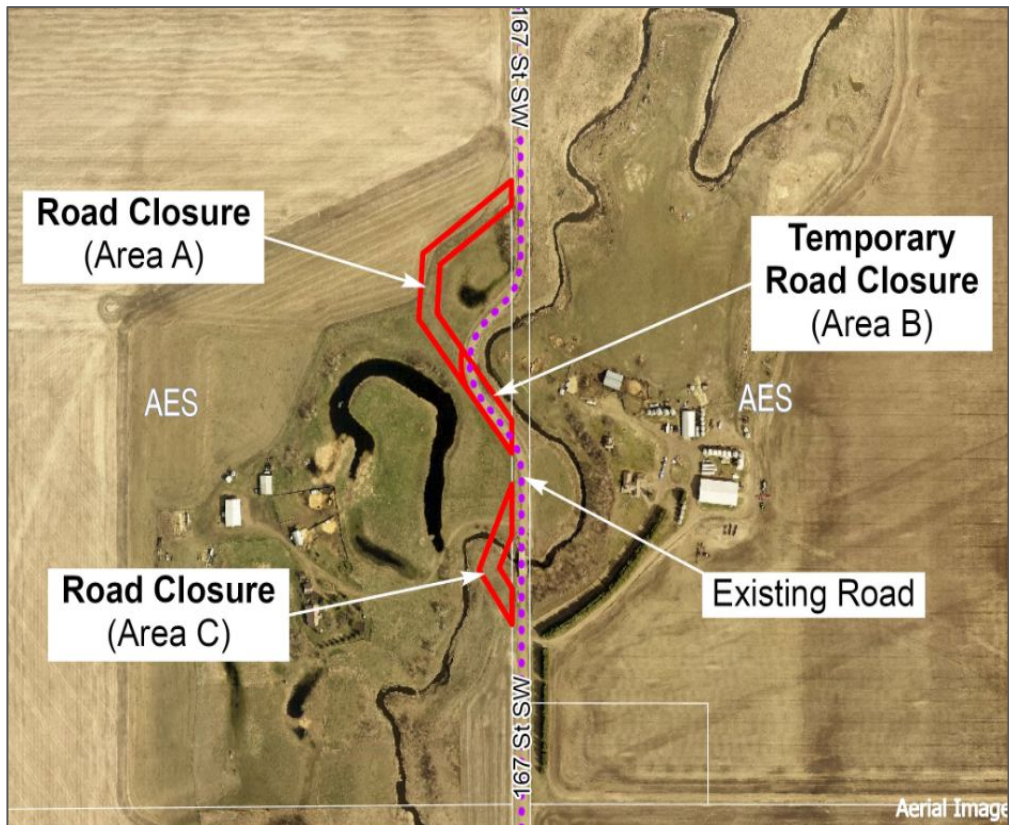 167 St SW
Road Closure
(Area A)
Temporary
Road Closure
(Area B)
AES
AES
Road Closure
(Area C)
Existing Road
167 St SW
Aerial Image